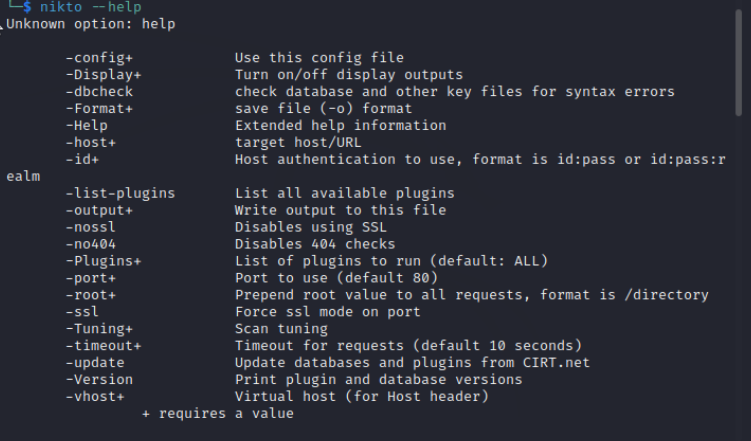 └─$ nikto --help
Unknown option: help
-config+ Use this config file
-Display+ Turn on/off display outputs
-dbcheck check database and other key files for syntax errors
-Format+ save file (-o) format
-Help Extended help information
-host+ target host/URL
-id+ Host authentication to use, format is id:pass or id:pass:r
ealm
-list-plugins List all available plugins
-output+ Write output to this file
-nossl Disables using SSL
-no404 Disables 404 checks
-Plugins+ List of plugins to run (default: ALL)
-port+ Port to use (default 80)
-root+ Prepend root value to all requests, format is /directory
-ssl Force ssl mode on port
-Tuning+ Scan tuning
-timeout+ Timeout for requests (default 10 seconds)
-update Update databases and plugins from CIRT.net
-Version Print plugin and database versions
-vhost+ Virtual host (for Host header)
+ requires a value